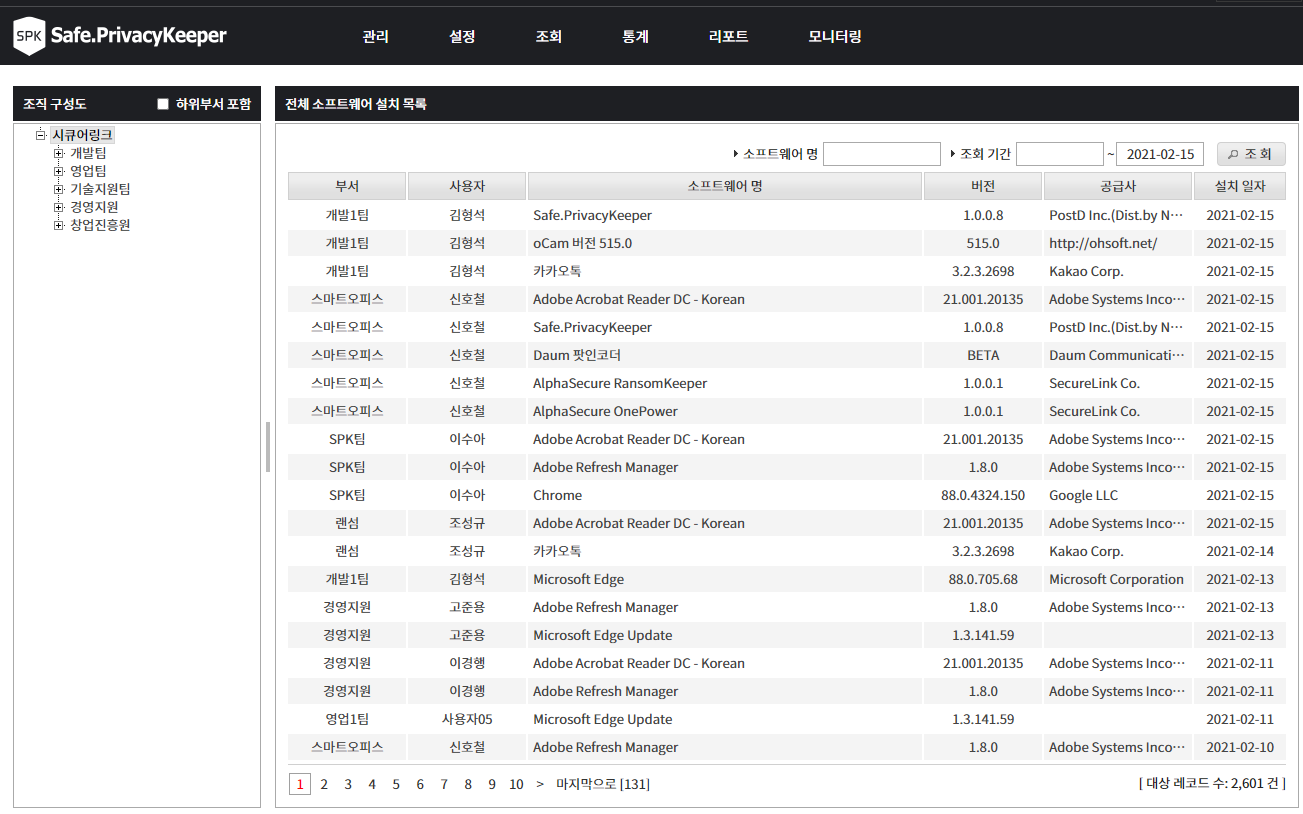 SPK Safe.PrivacyKeeper 관리 설정 조회 통계 리포트 모니터링
조직 구성도 하위부서 포함
시큐어링크
개발팀
영업팀
기술지원팀
경영지원
창업진흥원
전체 소프트웨어 설치 목록
소프트웨어 명 조회 기간 ~ 2021-02-15 조 회
부서 사용자 소프트웨어 명 버전 공급사 설치 일자
개발1팀 김형석 Safe.PrivacyKeeper 1.0.0.8 PostD Inc.(Dist.by N··· 2021-02-15
개발1팀 김형석 oCam 버전 515.0 515.0 http://ohsoft.net/ 2021-02-15
개발1팀 김형석 카카오톡 3.2.3.2698 Kakao Corp. 2021-02-15
스마트오피스 신호철 Adobe Acrobat Reader DC - Korean 21.001.20135 Adobe Systems Inco··· 2021-02-15
스마트오피스 신호철 Safe.PrivacyKeeper 1.0.0.8 PostD Inc.(Dist.by N··· 2021-02-15
스마트오피스 신호철 Daum 팟인코더 BETA Daum Communicati··· 2021-02-15
스마트오피스 신호철 AlphaSecure RansomKeeper 1.0.0.1 SecureLink Co. 2021-02-15
스마트오피스 신호철 AlphaSecure OnePower 1.0.0.1 SecureLink Co. 2021-02-15
SPK팀 이수아 Adobe Acrobat Reader DC - Korean 21.001.20135 Adobe Systems Inco··· 2021-02-15
SPK팀 이수아 Adobe Refresh Manager 1.8.0 Adobe Systems Inco··· 2021-02-15
SPK팀 이수아 Chrome 88.0.4324.150 Google LLC 2021-02-15
랜섬 조성규 Adobe Acrobat Reader DC - Korean 21.001.20135 Adobe Systems Inco··· 2021-02-15
랜섬 조성규 카카오톡 3.2.3.2698 Kakao Corp. 2021-02-14
개발1팀 김형석 Microsoft Edge 88.0.705.68 Microsoft Corporation 2021-02-13
경영지원 고준용 Adobe Refresh Manager 1.8.0 Adobe Systems Inco··· 2021-02-13
경영지원 고준용 Microsoft Edge Update 1.3.141.59 2021-02-13
경영지원 이경행 Adobe Acrobat Reader DC - Korean 21.001.20135 Adobe Systems Inco··· 2021-02-11
경영지원 이경행 Adobe Refresh Manager 1.8.0 Adobe Systems Inco··· 2021-02-11
영업1팀 사용자05 Microsoft Edge Update 1.3.141.59 2021-02-11
스마트오피스 신호철 Adobe Refresh Manager 1.8.0 Adobe Systems Inco··· 2021-02-10
1 2 3 4 5 6 7 8 9 10 > 마지막으로 [131] [ 대상 레코드 수: 2,601 건 ]